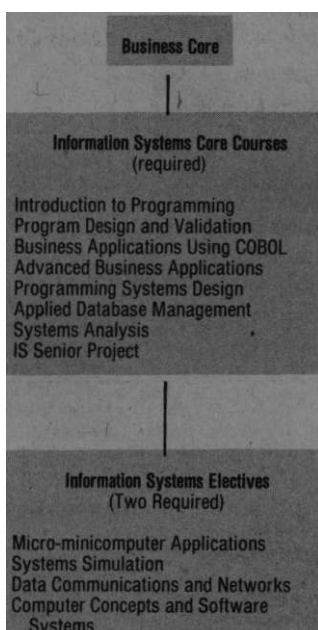 Business Core
Information Systems Core Courses
(required)
Introduction to Programming
Program Design and Validation
Business Applications Using COBOL
Advanced Business Applications
Programming Systems Design
Applied Database Management
Systems Analysis
IS Senior Project
Information Systems Electives
(Two Required)
Micro-minicomputer Applications
Systems Simulation
Data Communications and Networks
Computer Concepts and Software
Systems